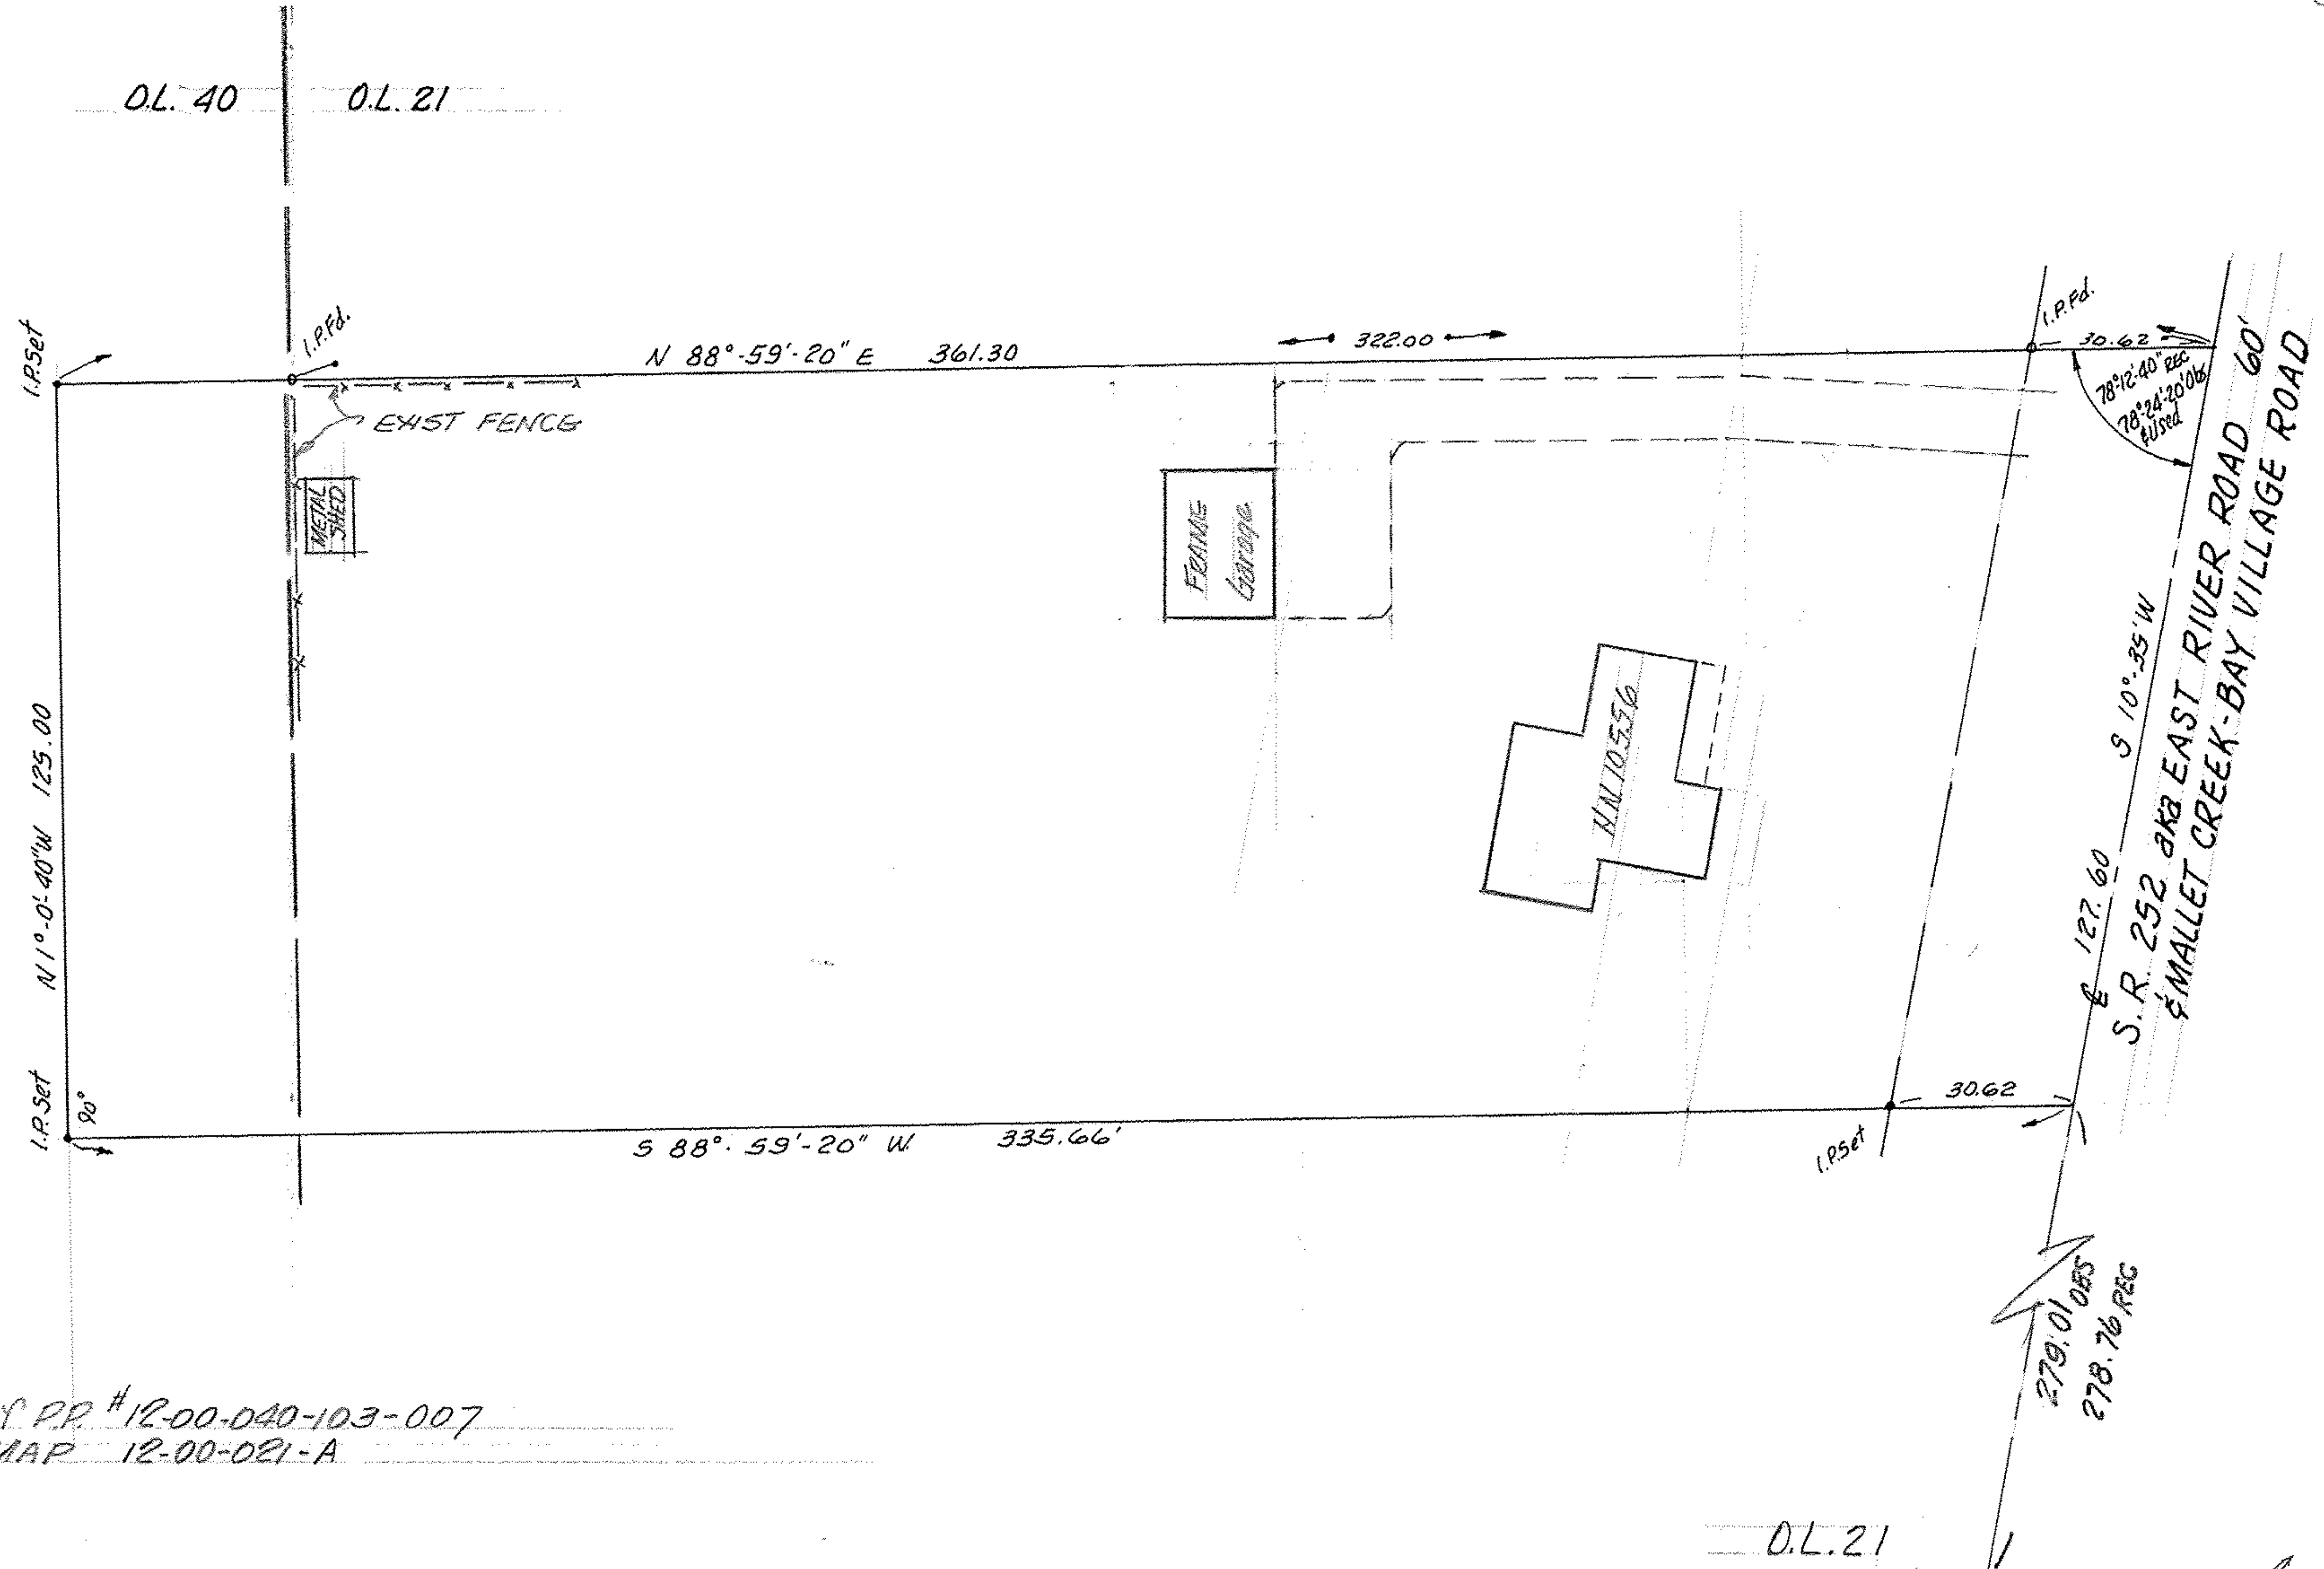 O.L. 40
O.L. 21
I.P.Set
I.P.Fd.
N 88°-59'-20" E 361.30
322.00
I.P.Fd.
30.62
78°12'-40" REC
78°-24'-20" Obs
& Used
EXIST FENCE
METAL
SHED
FRAME
Garage
HN 10556
N 1°-0'-40" W 125.00
S 10°-35' W
℄ 127.60
S. R. 252 aka EAST RIVER ROAD 60'
& MALLET CREEK-BAY VILLAGE ROAD
I.P.Set
90°
S 88°-59'-20" W. 335.66'
30.62
I.P.Set
279.01 OBS
278.76 REC
P.P. #12-00-040-103-007
MAP 12-00-021-A
O.L. 21